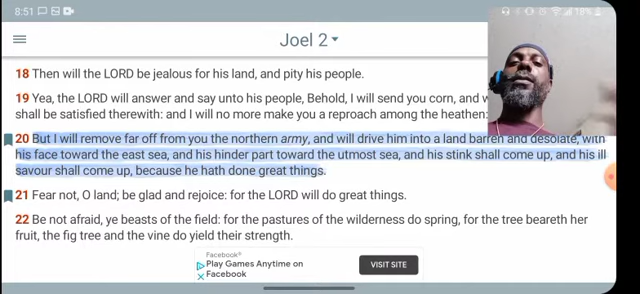 8:51
18%
Joel 2
18 Then will the LORD be jealous for his land, and pity his people.
19 Yea, the LORD will answer and say unto his people, Behold, I will send you corn, and w
shall be satisfied therewith: and I will no more make you a reproach among the heathen:
20 But I will remove far off from you the northern army, and will drive him into a land barren and desolate, with
his face toward the east sea, and his hinder part toward the utmost sea, and his stink shall come up, and his ill
savour shall come up, because he hath done great things.
21 Fear not, O land; be glad and rejoice: for the LORD will do great things.
22 Be not afraid, ye beasts of the field: for the pastures of the wilderness do spring, for the tree beareth her
fruit, the fig tree and the vine do yield their strength.
Facebook®
Play Games Anytime on
Facebook
VISIT SITE